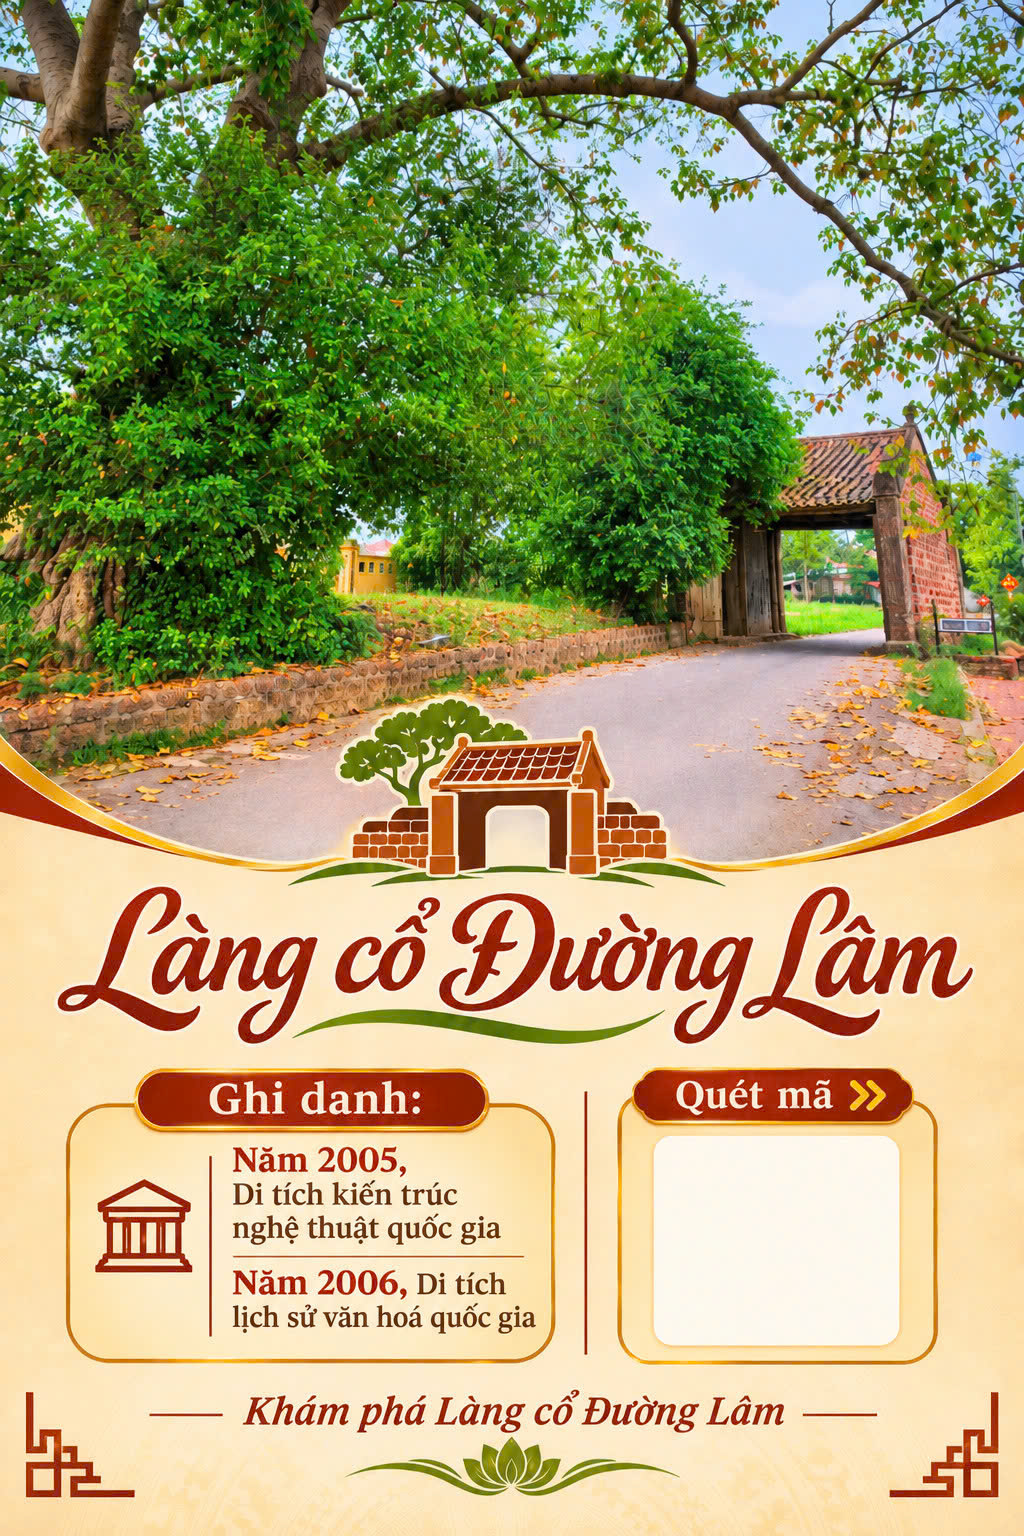 Làng cổ Đường Lâm
Ghi danh:
Năm 2005,
Di tích kiến trúc
nghệ thuật quốc gia
Năm 2006, Di tích
lịch sử văn hoá quốc gia
Quét mã
Khám phá Làng cổ Đường Lâm